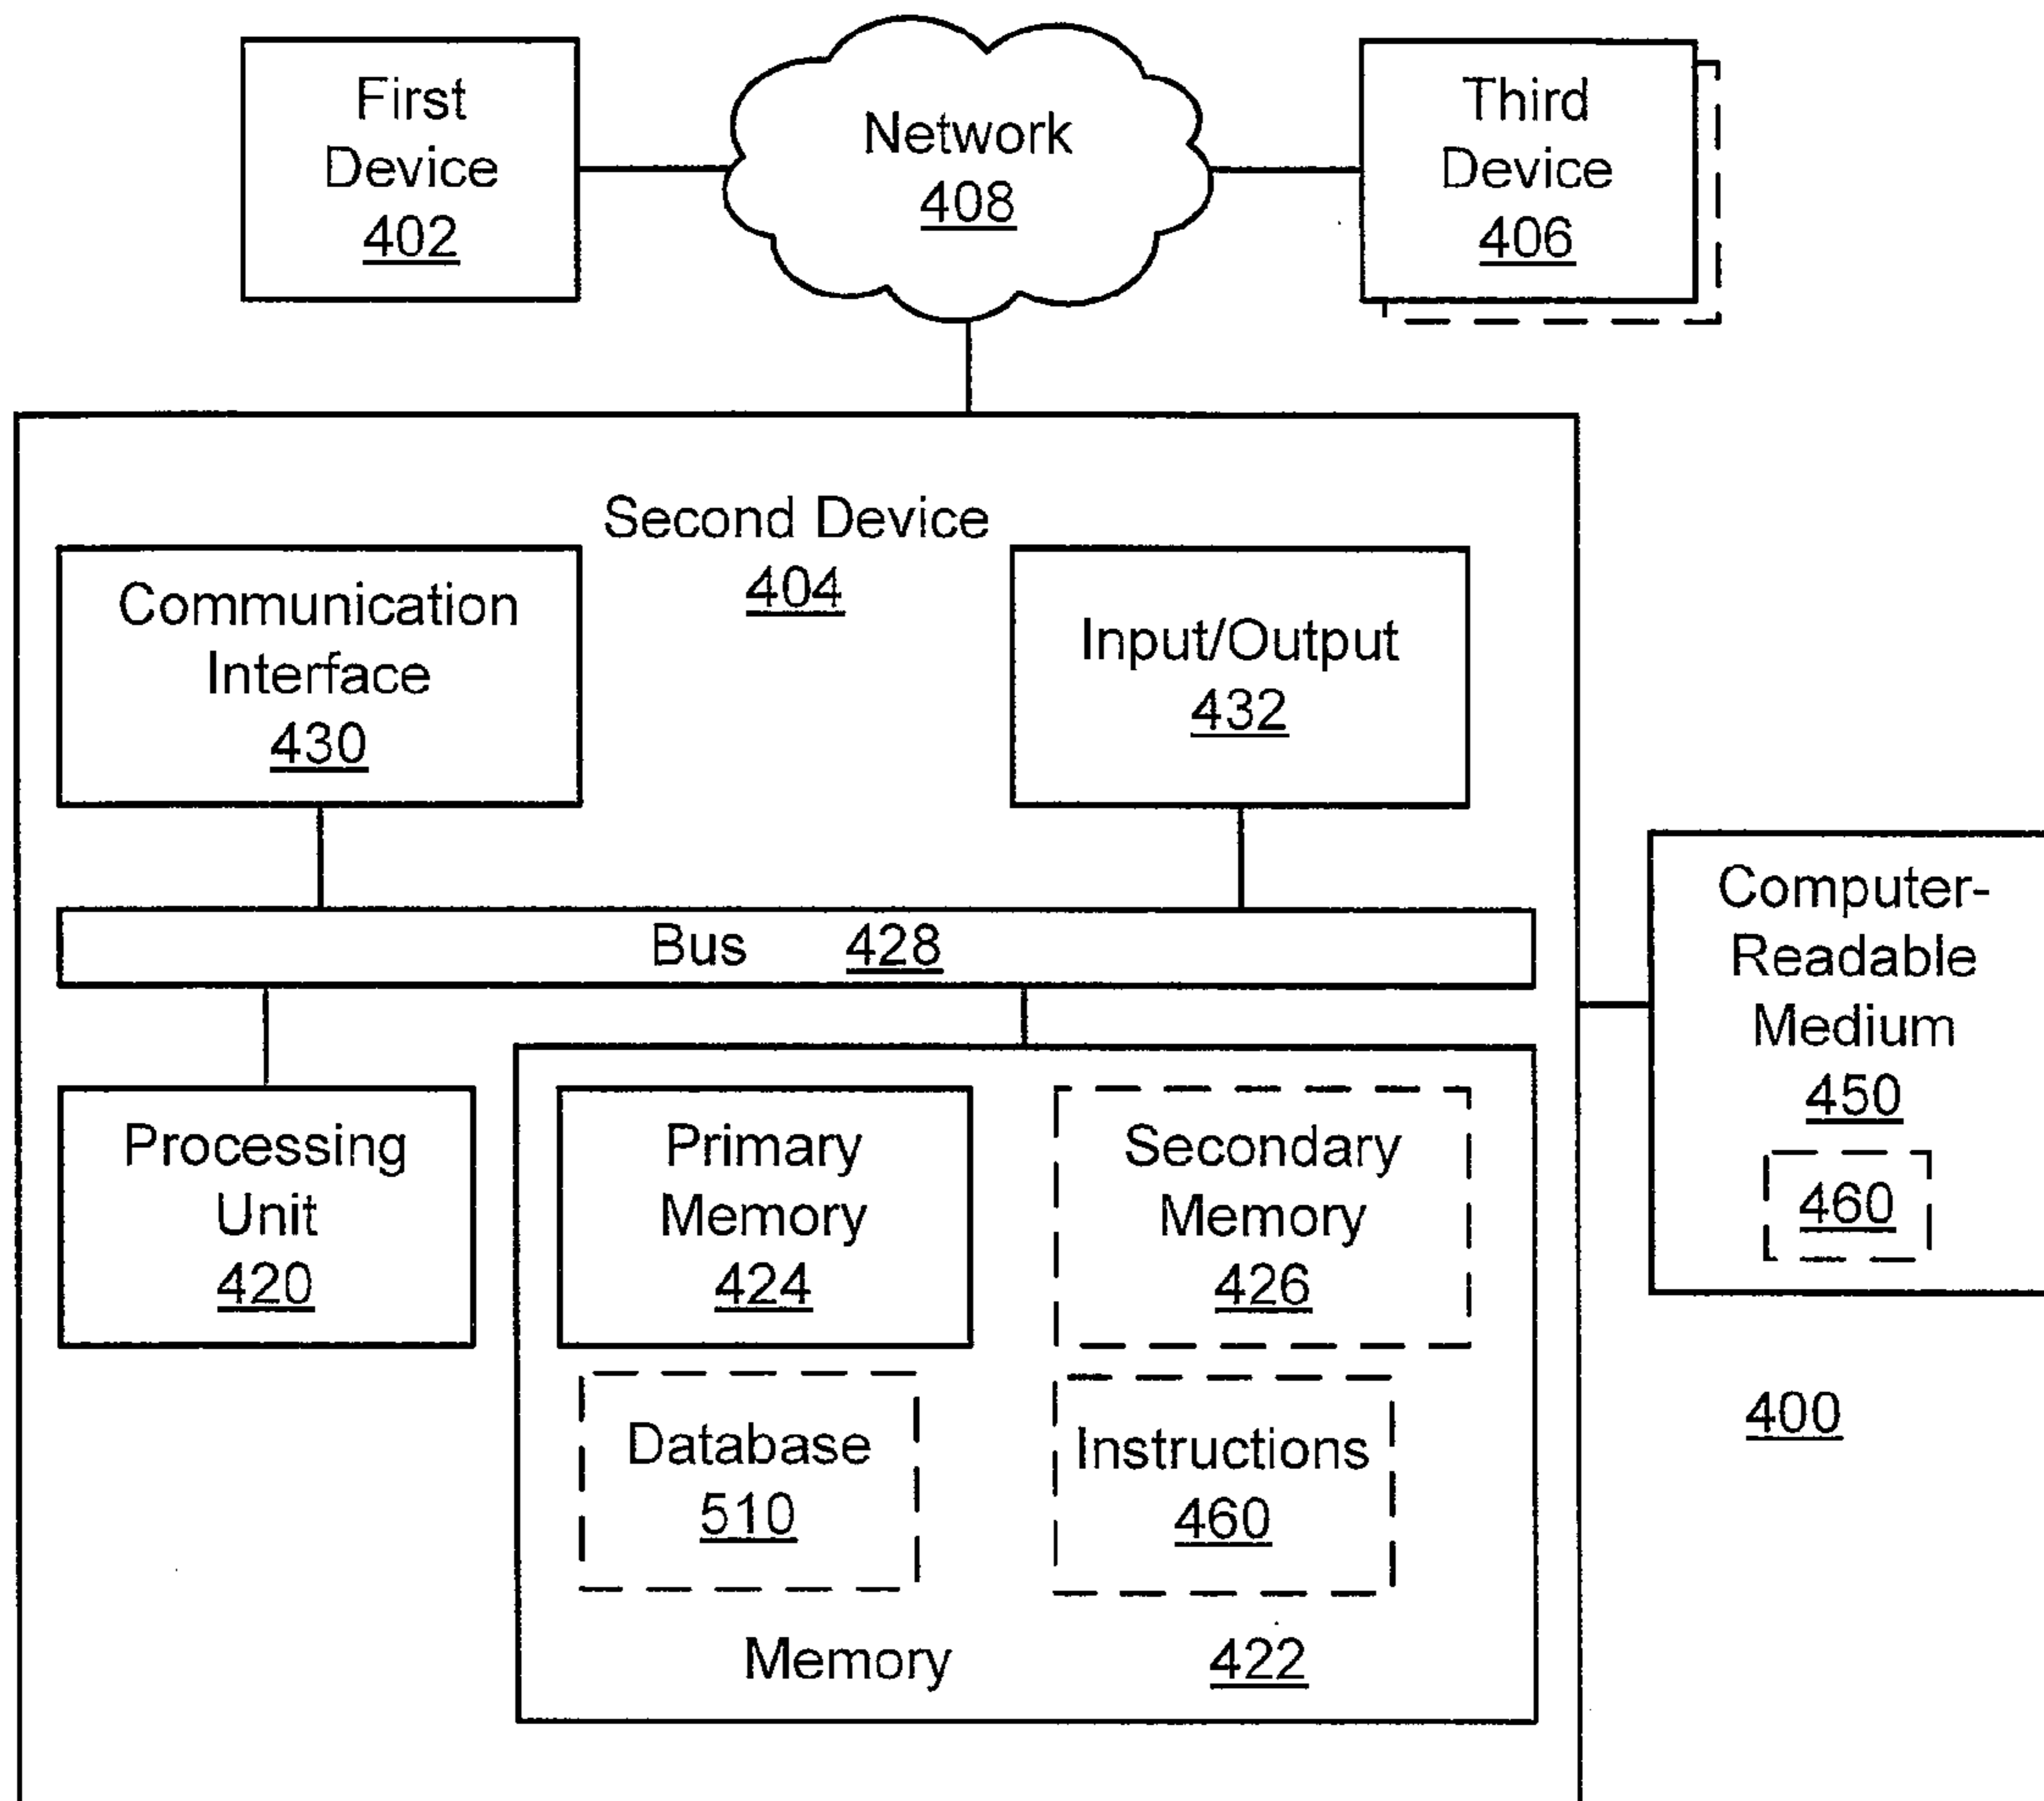 First
Device
402
Network
408
Third
Device
406
Second Device
404
Communication
Interface
430
Input/Output
432
Bus 428
Computer-
Readable
Medium
450
460
Processing
Unit
420
Primary
Memory
424
Secondary
Memory
426
Database
510
Instructions
460
Memory 422
400